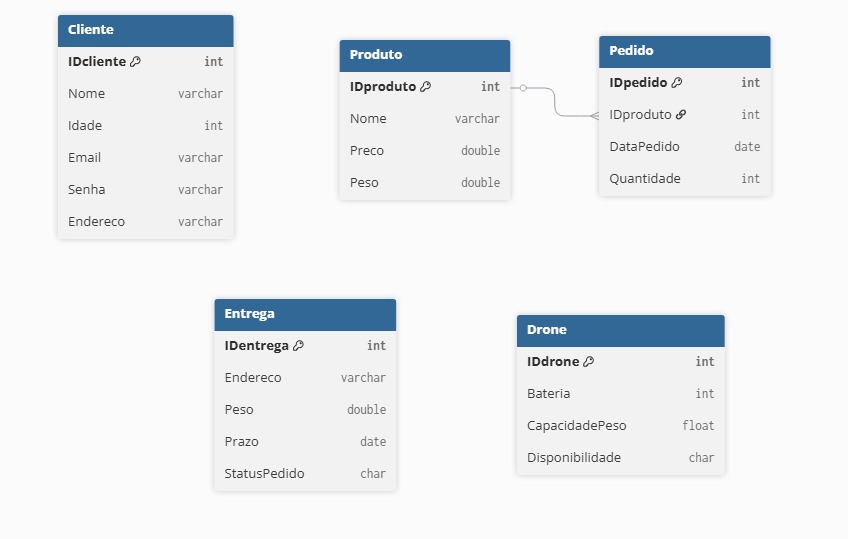 Cliente
IDcliente int
Nome varchar
Idade int
Email varchar
Senha varchar
Endereco varchar
Produto
IDproduto int
Nome varchar
Preco double
Peso double
Pedido
IDpedido int
IDproduto int
DataPedido date
Quantidade int
Entrega
IDentrega int
Endereco varchar
Peso double
Prazo date
StatusPedido char
Drone
IDdrone int
Bateria int
CapacidadePeso float
Disponibilidade char